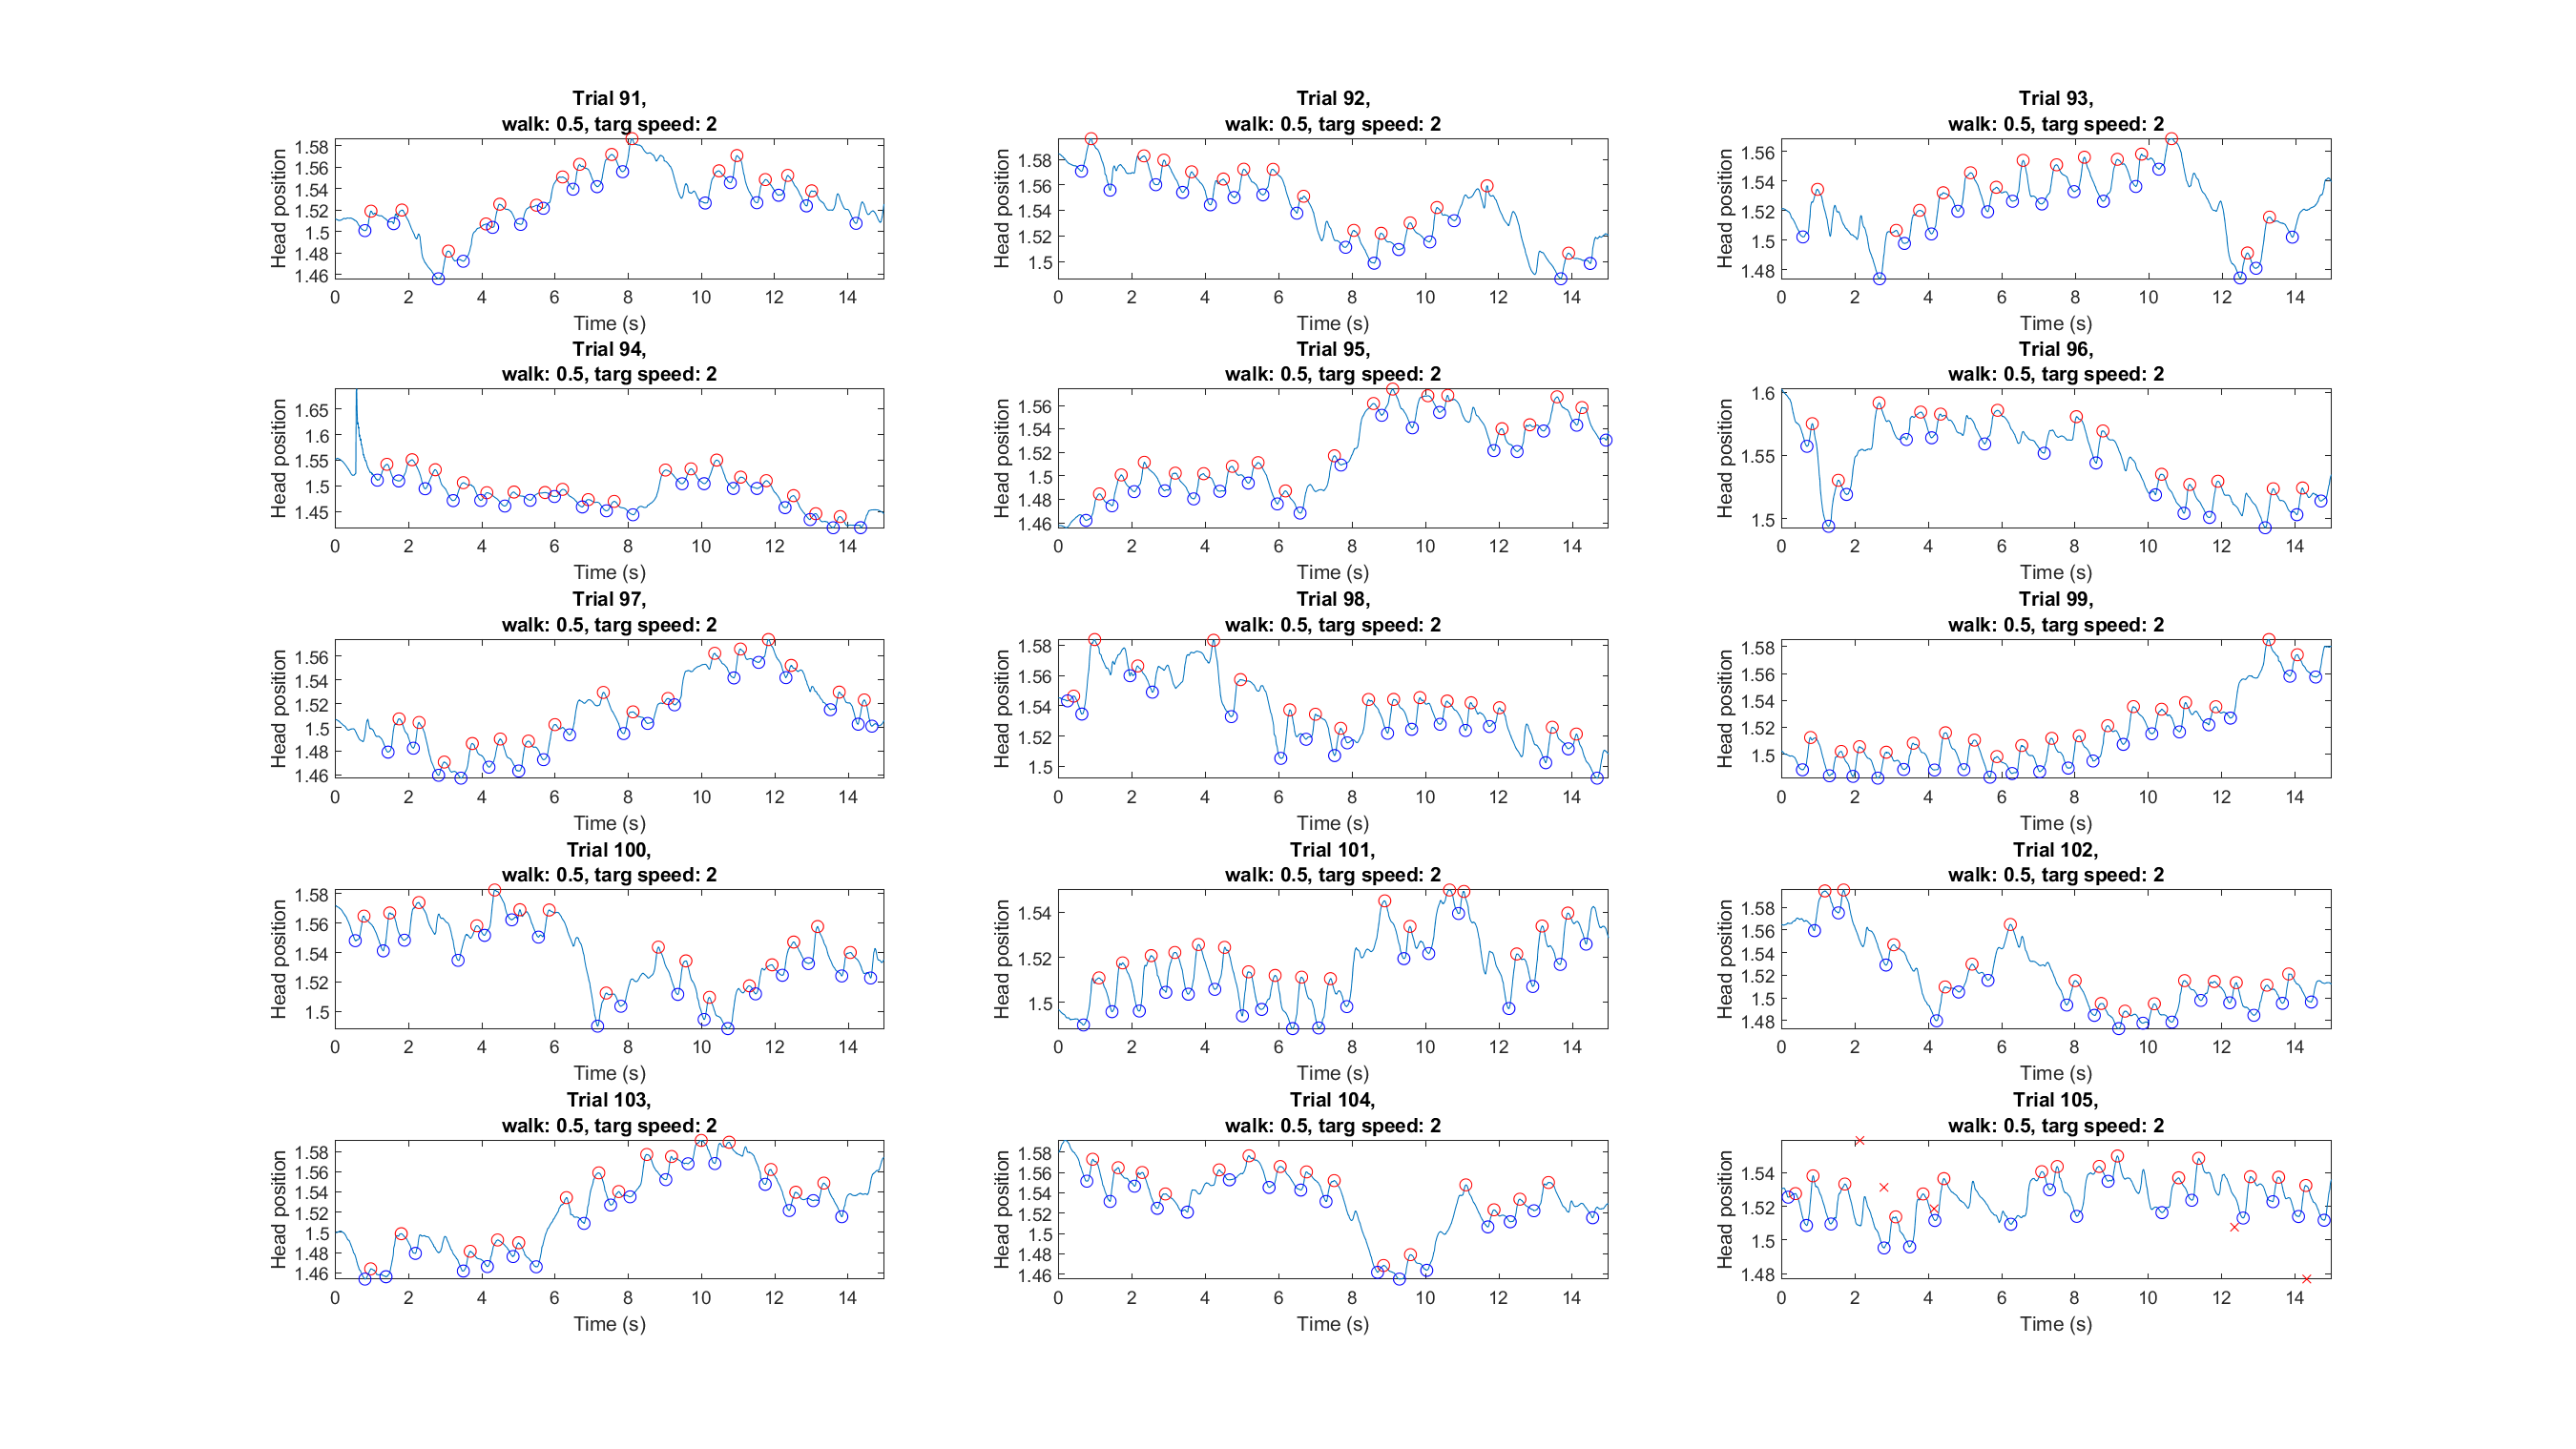 Trial 91,
walk: 0.5, targ speed: 2
Head position
1.58
1.56
1.54
1.52
1.5
1.48
1.46
0 2 4 6 8 10 12 14
Time (s)
Trial 92,
walk: 0.5, targ speed: 2
Head position
1.58
1.56
1.54
1.52
1.5
0 2 4 6 8 10 12 14
Time (s)
Trial 93,
walk: 0.5, targ speed: 2
Head position
1.56
1.54
1.52
1.5
1.48
0 2 4 6 8 10 12 14
Time (s)
Trial 94,
walk: 0.5, targ speed: 2
Head position
1.65
1.6
1.55
1.5
1.45
0 2 4 6 8 10 12 14
Time (s)
Trial 95,
walk: 0.5, targ speed: 2
Head position
1.56
1.54
1.52
1.5
1.48
1.46
0 2 4 6 8 10 12 14
Time (s)
Trial 96,
walk: 0.5, targ speed: 2
Head position
1.6
1.55
1.5
0 2 4 6 8 10 12 14
Time (s)
Trial 97,
walk: 0.5, targ speed: 2
Head position
1.56
1.54
1.52
1.5
1.48
1.46
0 2 4 6 8 10 12 14
Time (s)
Trial 98,
walk: 0.5, targ speed: 2
Head position
1.58
1.56
1.54
1.52
1.5
0 2 4 6 8 10 12 14
Time (s)
Trial 99,
walk: 0.5, targ speed: 2
Head position
1.58
1.56
1.54
1.52
1.5
0 2 4 6 8 10 12 14
Time (s)
Trial 100,
walk: 0.5, targ speed: 2
Head position
1.58
1.56
1.54
1.52
1.5
0 2 4 6 8 10 12 14
Time (s)
Trial 101,
walk: 0.5, targ speed: 2
Head position
1.54
1.52
1.5
0 2 4 6 8 10 12 14
Time (s)
Trial 102,
walk: 0.5, targ speed: 2
Head position
1.58
1.56
1.54
1.52
1.5
1.48
0 2 4 6 8 10 12 14
Time (s)
Trial 103,
walk: 0.5, targ speed: 2
Head position
1.58
1.56
1.54
1.52
1.5
1.48
1.46
0 2 4 6 8 10 12 14
Time (s)
Trial 104,
walk: 0.5, targ speed: 2
Head position
1.58
1.56
1.54
1.52
1.5
1.48
1.46
0 2 4 6 8 10 12 14
Time (s)
Trial 105,
walk: 0.5, targ speed: 2
Head position
1.54
1.52
1.5
1.48
0 2 4 6 8 10 12 14
Time (s)